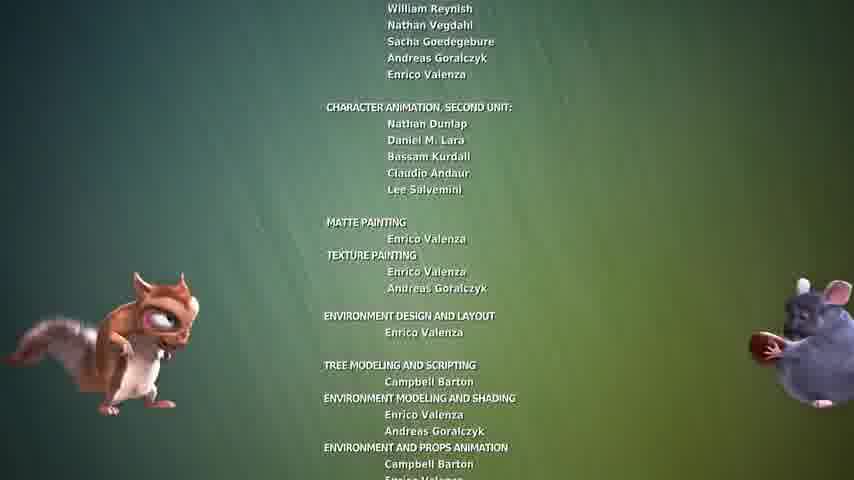 William Reynish
Nathan Vegdahl
Sacha Goedegebure
Andreas Goralczyk
Enrico Valenza
CHARACTER ANIMATION, SECOND UNIT:
Nathan Dunlap
Daniel M. Lara
Bassam Kurdali
Claudio Andaur
Lee Salvemini
MATTE PAINTING
Enrico Valenza
TEXTURE PAINTING
Enrico Valenza
Andreas Goralczyk
ENVIRONMENT DESIGN AND LAYOUT
Enrico Valenza
TREE MODELING AND SCRIPTING
Campbell Barton
ENVIRONMENT MODELING AND SHADING
Enrico Valenza
Andreas Goralczyk
ENVIRONMENT AND PROPS ANIMATION
Campbell Barton
Enrico Valenza